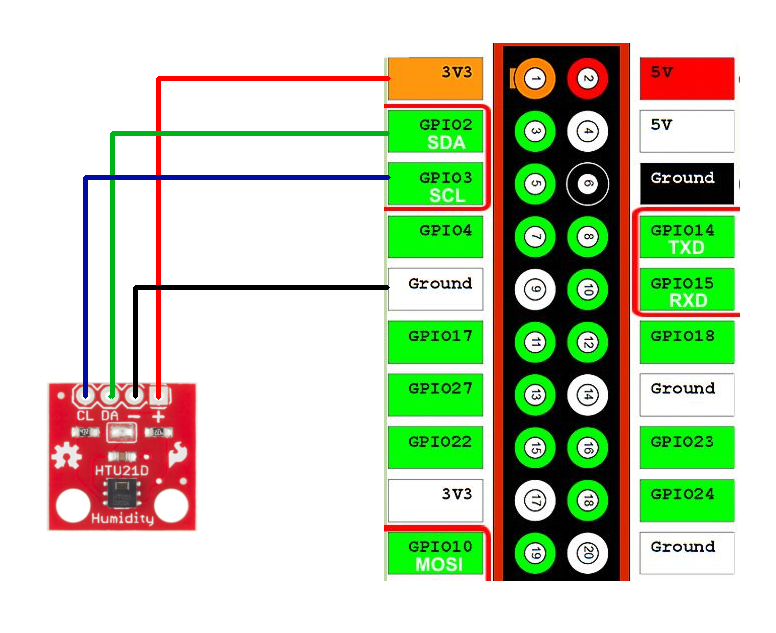 3V3
1
2
5V
GPIO2
SDA
3
4
5V
GPIO3
SCL
5
6
Ground
GPIO4
7
8
GPIO14
TXD
Ground
9
10
GPIO15
RXD
GPIO17
11
12
GPIO18
GPIO27
13
14
Ground
GPIO22
15
16
GPIO23
3V3
17
18
GPIO24
GPIO10
MOSI
19
20
Ground
CL DA - +
HTU21D
Humidity